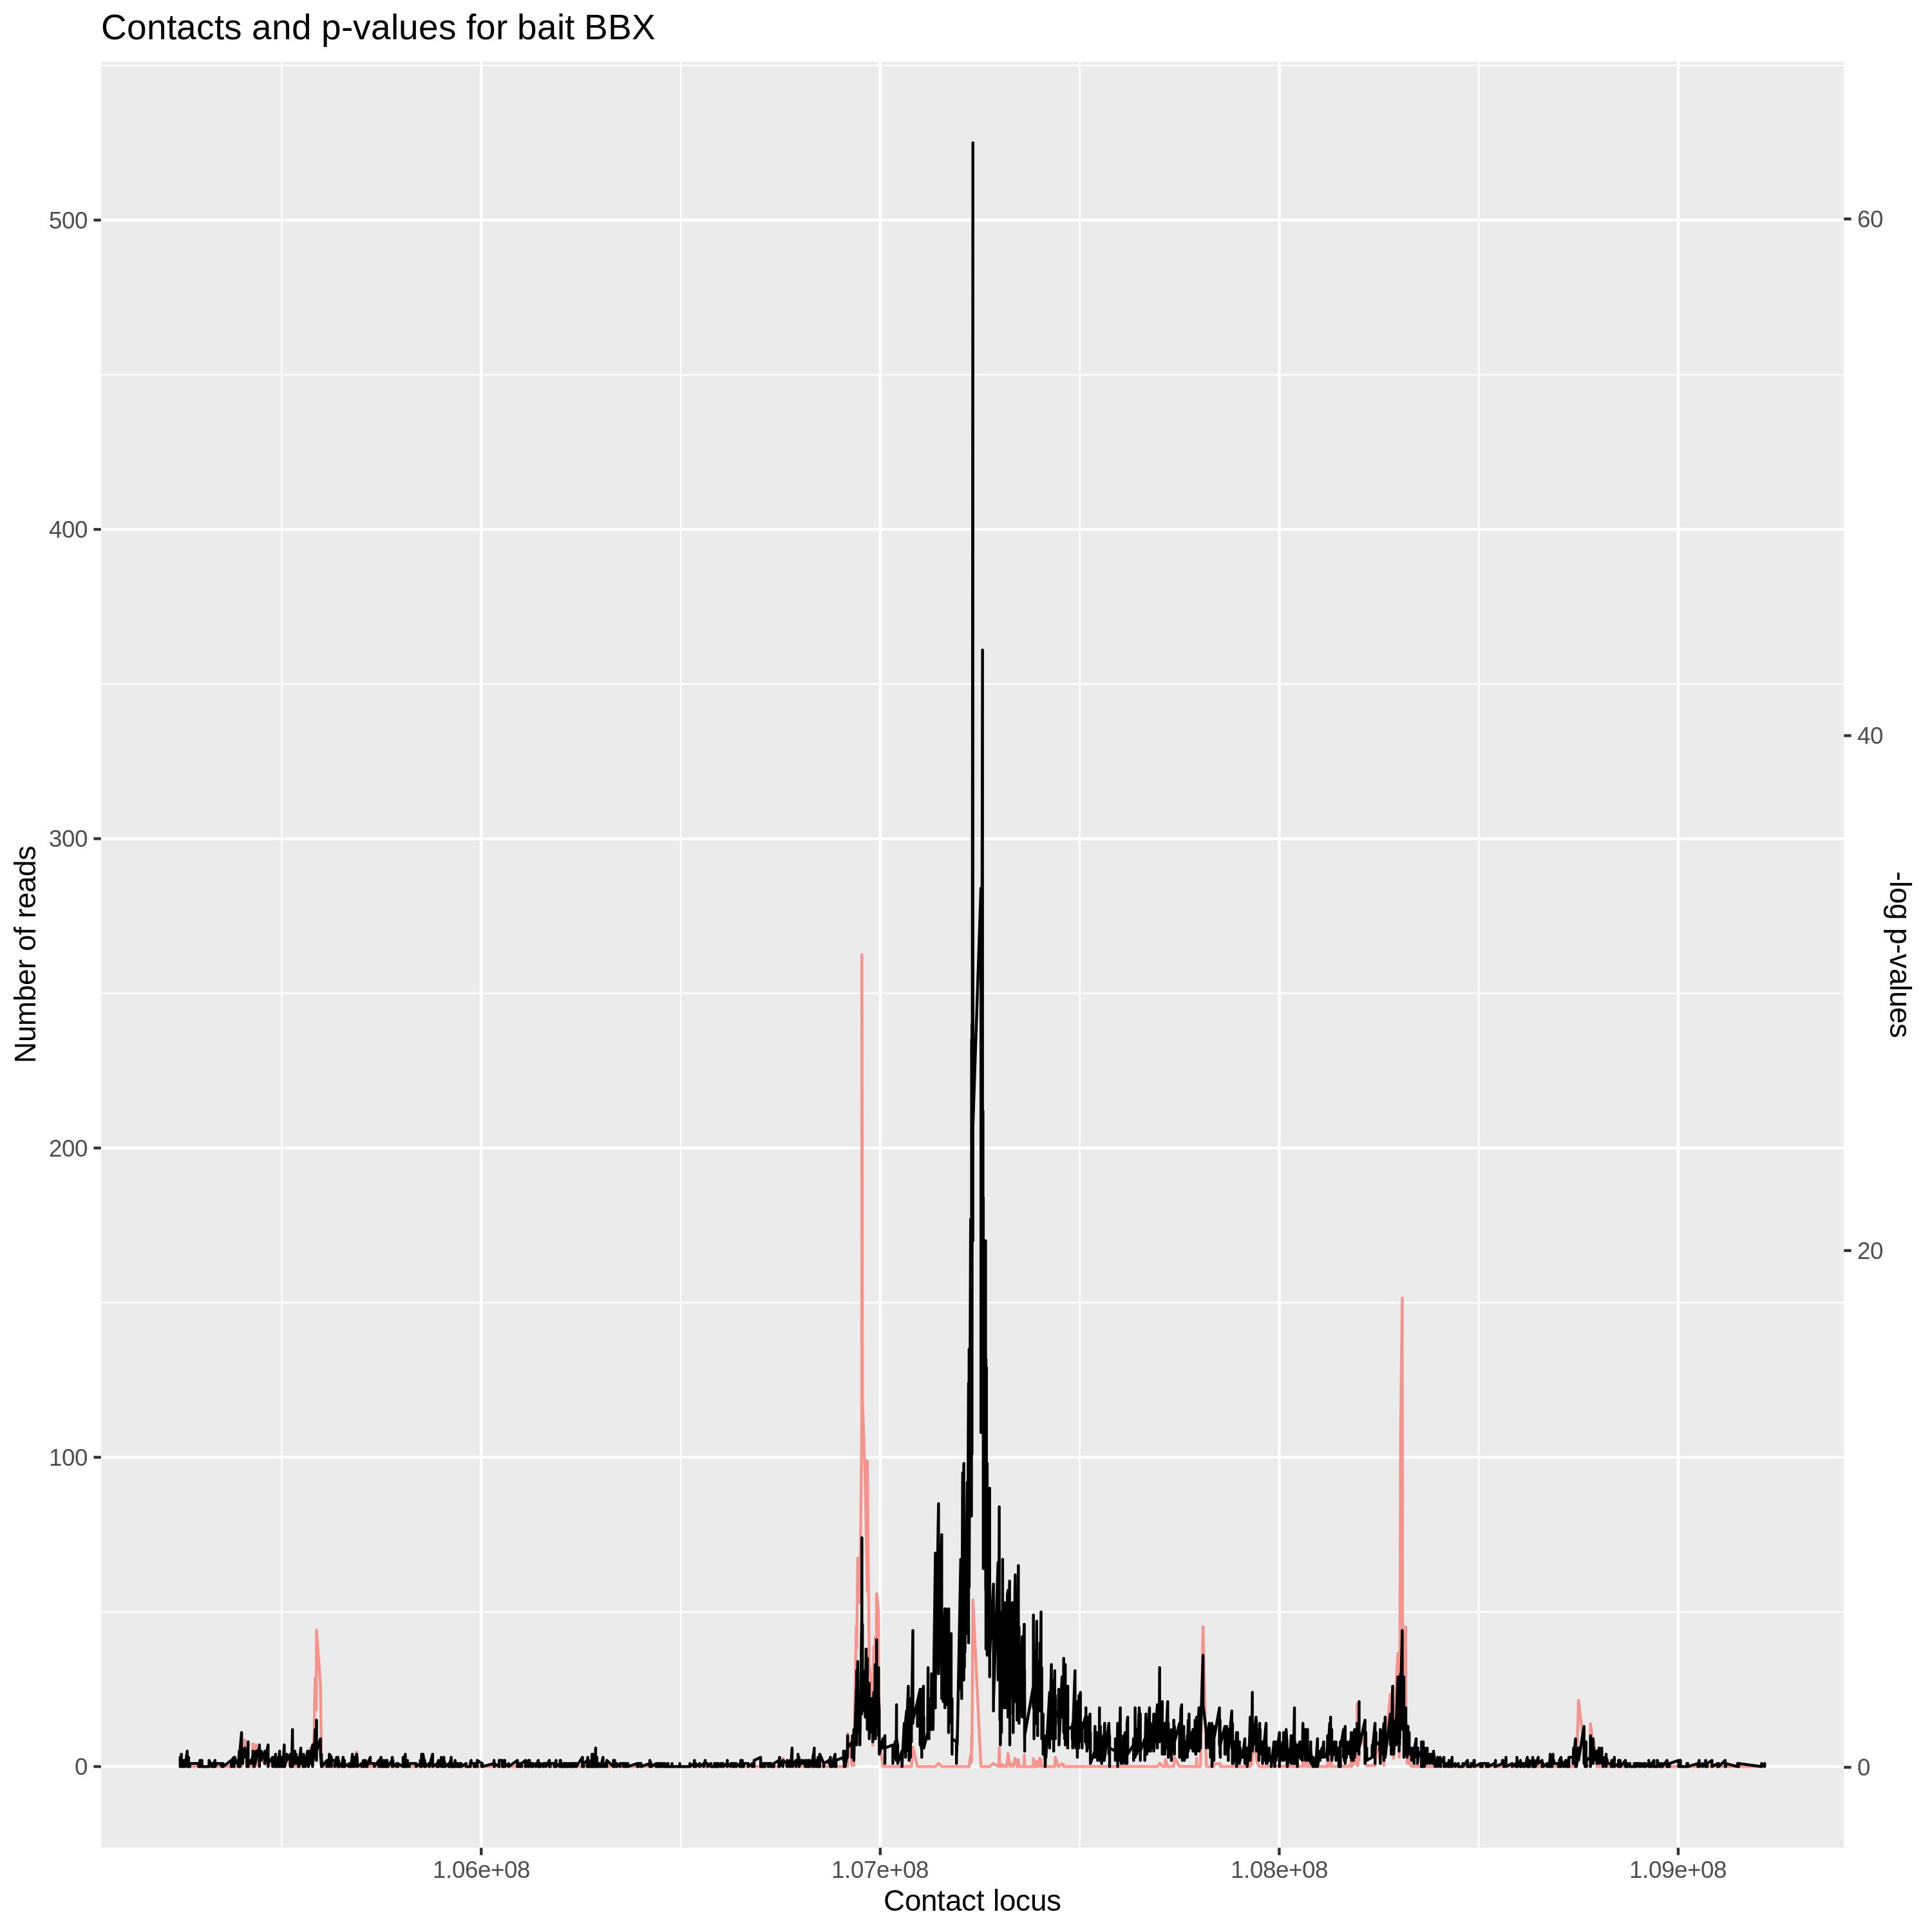 Contacts and p-values for bait BBX
500
400
300
200
100
0
Number of reads
60
40
20
0
-log p-values
1.06e+08
1.07e+08
1.08e+08
1.09e+08
Contact locus